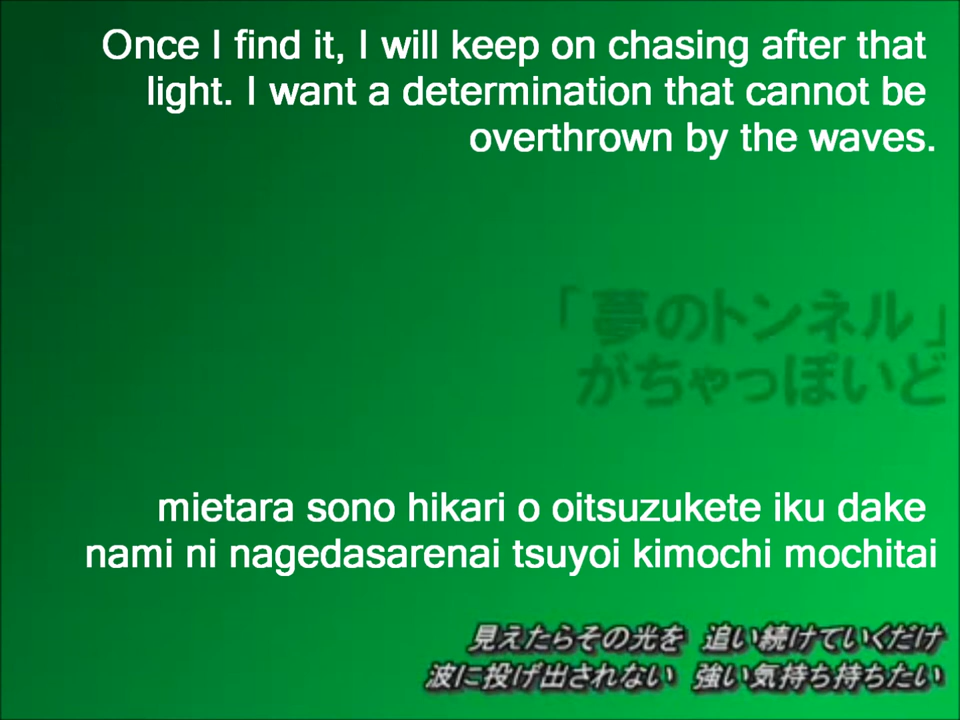 Once I find it, I will keep on chasing after that
light. I want a determination that cannot be
overthrown by the waves.
「夢のトンネル」
がちゃっぽいど
mietara sono hikari o oitsuzukete iku dake
nami ni nagedasarenai tsuyoi kimochi mochitai
見えたらその光を 追い続けていくだけ
波に投げ出されない 強い気持ち持ちたい